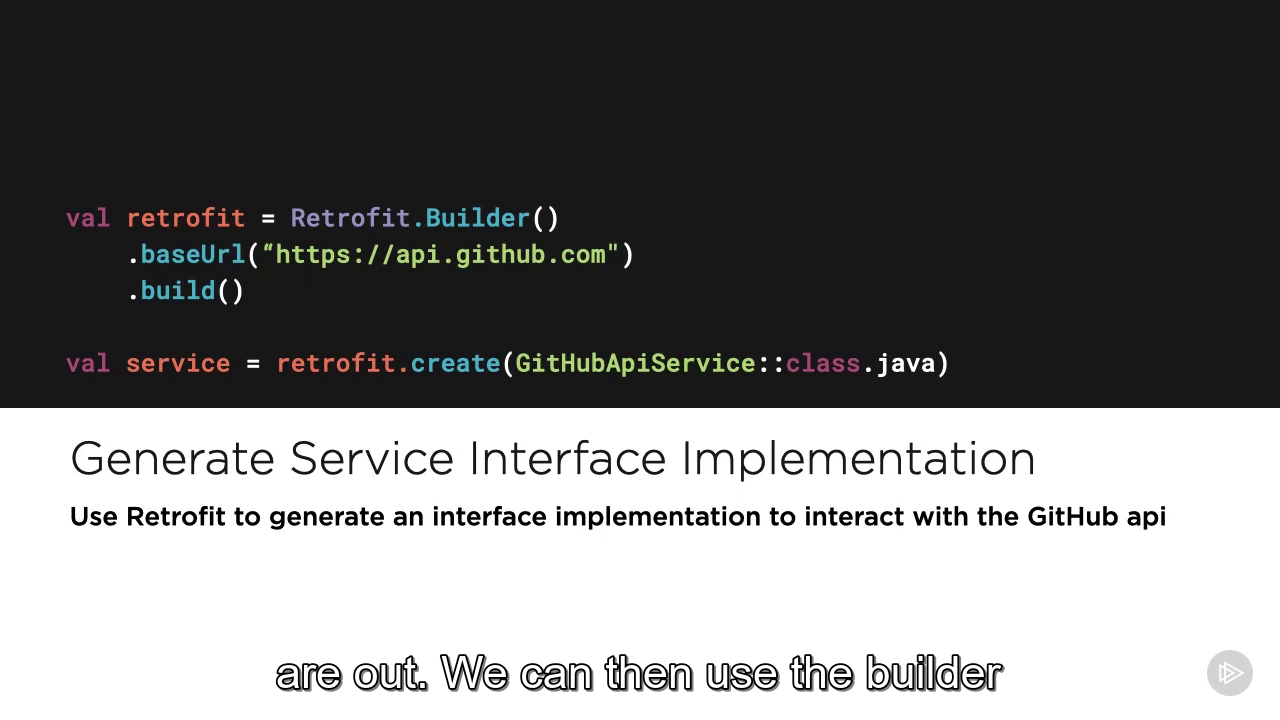 val retrofit = Retrofit.Builder()
.baseUrl(“https://api.github.com")
.build()
val service = retrofit.create(GitHubApiService::class.java)
Generate Service Interface Implementation
Use Retrofit to generate an interface implementation to interact with the GitHub api
are out. We can then use the builder